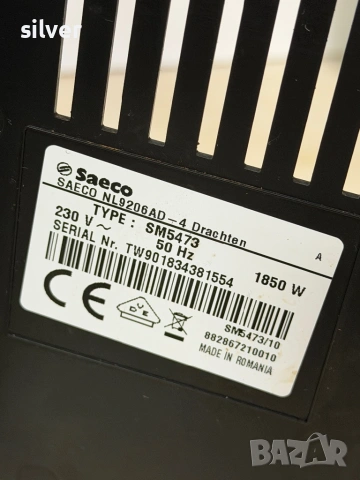 silver
Saeco
SAECO NL9206AD-4 Drachten A
TYPE : SM5473
230 V~ 50 Hz 1850 W
SERIAL Nr. TW901834381554
SM5473/10
882867210010
MADE IN ROMANIA
VDE
BAZAR